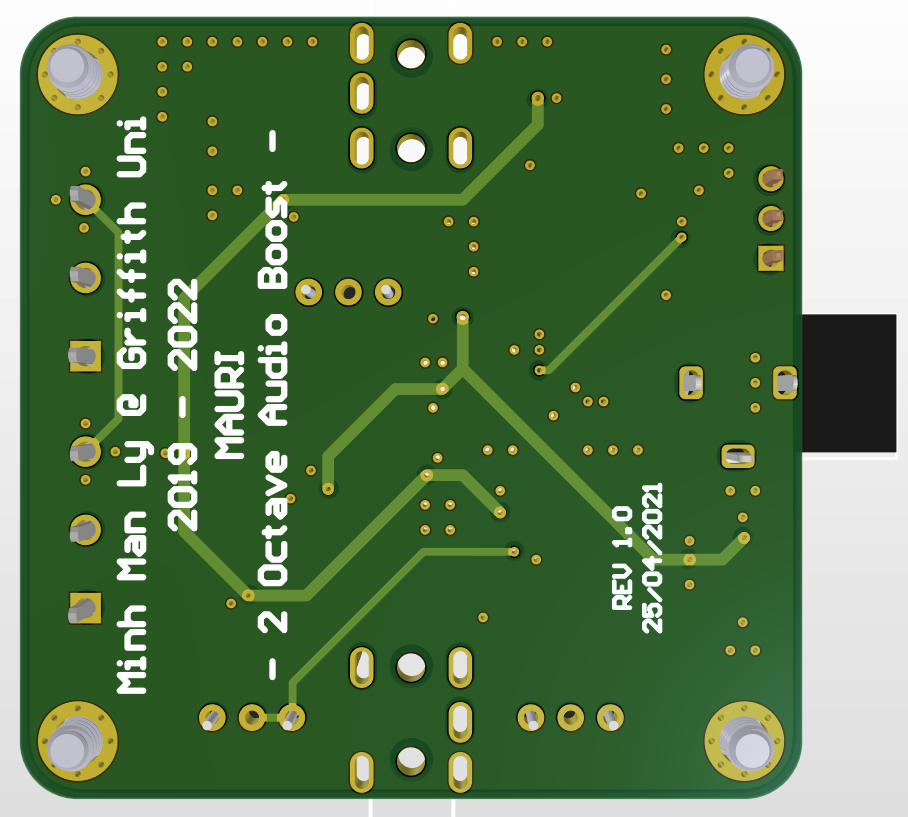 Minh Man Ly @ Griffith Uni
2019 - 2022
MAURI
- 2 Octave Audio Boost -
REV 1.0
25/04/2021